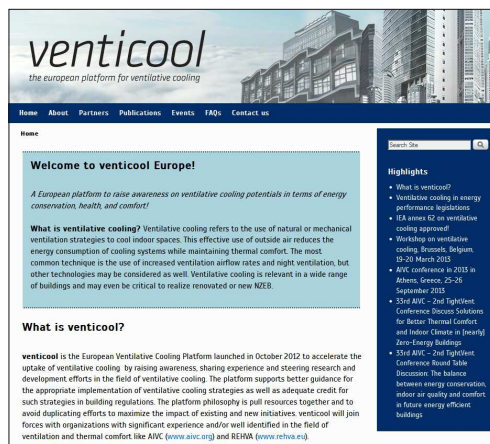 venticool
the european platform for ventilative cooling
Home About Partners Publications Events FAQs Contact us
Home
Welcome to venticool Europe!
A European platform to raise awareness on ventilative cooling potentials in terms of energy
conservation, health, and comfort!
What is ventilative cooling? Ventilative cooling refers to the use of natural or mechanical
ventilation strategies to cool indoor spaces. This effective use of outside air reduces the
energy consumption of cooling systems while maintaining thermal comfort. The most
common technique is the use of increased ventilation airflow rates and night ventilation, but
other technologies may be considered as well. Ventilative cooling is relevant in a wide range
of buildings and may even be critical to realize renovated or new NZEB.
What is venticool?
venticool is the European Ventilative Cooling Platform launched in October 2012 to accelerate the
uptake of ventilative cooling by raising awareness, sharing experience and steering research and
development efforts in the field of ventilative cooling. The platform supports better guidance for
the appropriate implementation of ventilative cooling strategies as well as adequate credit for
such strategies in building regulations. The platform philosophy is pull resources together and to
avoid duplicating efforts to maximize the impact of existing and new initiatives. venticool will join
forces with organizations with significant experience and/or well identified in the field of
ventilation and thermal comfort like AIVC (www.aivc.org) and REHVA (www.rehva.eu).
Search Site
Highlights
What is venticool?
Ventilative cooling in energy
performance legislations
IEA annex 62 on ventilative
cooling approved!
Workshop on ventilative
cooling, Brussels, Belgium,
19-20 March 2013
AIVC conference in 2013 in
Athens, Greece, 25-26
September 2013
33rd AIVC – 2nd TightVent
Conference Discuss Solutions
for Better Thermal Comfort
and Indoor Climate in [nearly]
Zero-Energy Buildings
33rd AIVC – 2nd TightVent
Conference Round Table
Discussion: The balance
between energy conservation,
indoor air quality and comfort
in future energy efficient
buildings